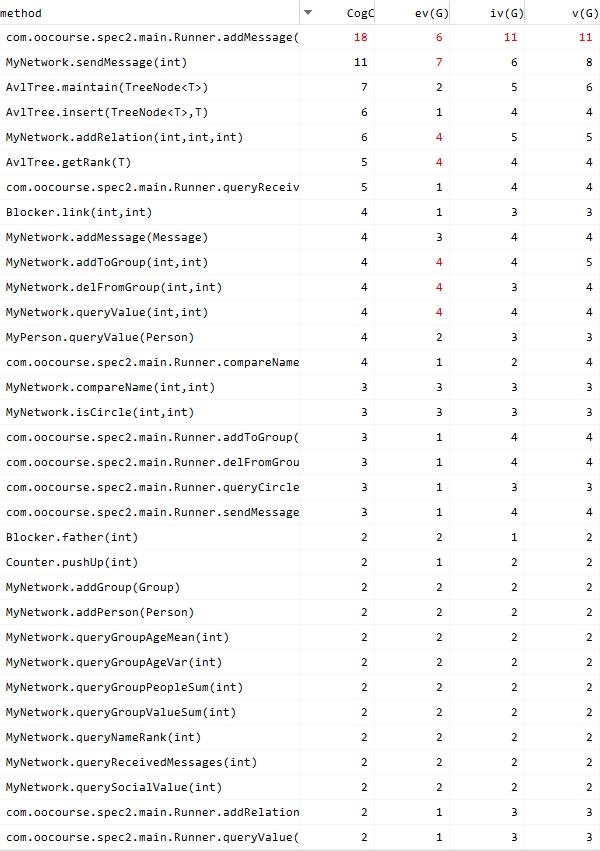 method CogC ev(G) iv(G) v(G)
com.oocourse.spec2.main.Runner.addMessage( 18 6 11 11
MyNetwork.sendMessage(int) 11 7 6 8
AvlTree.maintain(TreeNode<T>) 7 2 5 6
AvlTree.insert(TreeNode<T>,T) 6 1 4 4
MyNetwork.addRelation(int,int,int) 6 4 5 5
AvlTree.getRank(T) 5 4 4 4
com.oocourse.spec2.main.Runner.queryReceiv 5 1 4 4
Blocker.link(int,int) 4 1 3 3
MyNetwork.addMessage(Message) 4 3 4 4
MyNetwork.addToGroup(int,int) 4 4 4 5
MyNetwork.delFromGroup(int,int) 4 4 3 4
MyNetwork.queryValue(int,int) 4 4 4 4
MyPerson.queryValue(Person) 4 2 3 3
com.oocourse.spec2.main.Runner.compareName 4 1 2 4
MyNetwork.compareName(int,int) 3 3 3 3
MyNetwork.isCircle(int,int) 3 3 3 3
com.oocourse.spec2.main.Runner.addToGroup( 3 1 4 4
com.oocourse.spec2.main.Runner.delFromGrou 3 1 4 4
com.oocourse.spec2.main.Runner.queryCircle 3 1 3 3
com.oocourse.spec2.main.Runner.sendMessage 3 1 4 4
Blocker.father(int) 2 2 1 2
Counter.pushUp(int) 2 1 2 2
MyNetwork.addGroup(Group) 2 2 2 2
MyNetwork.addPerson(Person) 2 2 2 2
MyNetwork.queryGroupAgeMean(int) 2 2 2 2
MyNetwork.queryGroupAgeVar(int) 2 2 2 2
MyNetwork.queryGroupPeopleSum(int) 2 2 2 2
MyNetwork.queryGroupValueSum(int) 2 2 2 2
MyNetwork.queryNameRank(int) 2 2 2 2
MyNetwork.queryReceivedMessages(int) 2 2 2 2
MyNetwork.querySocialValue(int) 2 2 2 2
com.oocourse.spec2.main.Runner.addRelation 2 1 3 3
com.oocourse.spec2.main.Runner.queryValue( 2 1 3 3